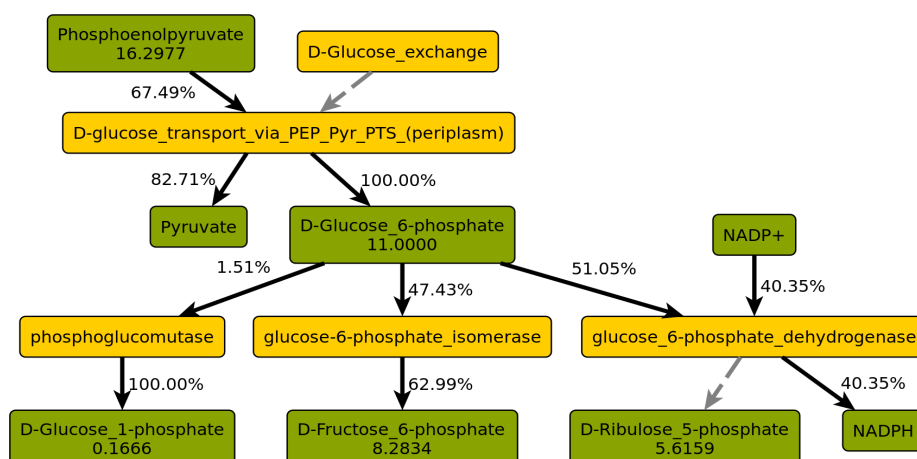 Phosphoenolpyruvate
16.2977
D-Glucose_exchange
67.49%
D-glucose_transport_via_PEP_Pyr_PTS_(periplasm)
82.71%
100.00%
Pyruvate
D-Glucose_6-phosphate
11.0000
NADP+
1.51%
47.43%
51.05%
40.35%
phosphoglucomutase
glucose-6-phosphate_isomerase
glucose_6-phosphate_dehydrogenase
100.00%
62.99%
40.35%
D-Glucose_1-phosphate
0.1666
D-Fructose_6-phosphate
8.2834
D-Ribulose_5-phosphate
5.6159
NADPH